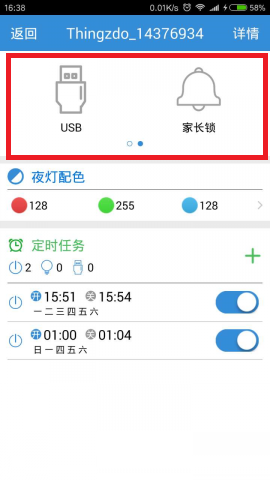 16:38 0.01K/s 58%
返回 Thingzdo_14376934 详情
USB 家长锁
夜灯配色
128 255 128
定时任务
2 0 0
开 15:51 关 15:54
一 二 三 四 五 六
开 01:00 关 01:04
日 一 四 五 六